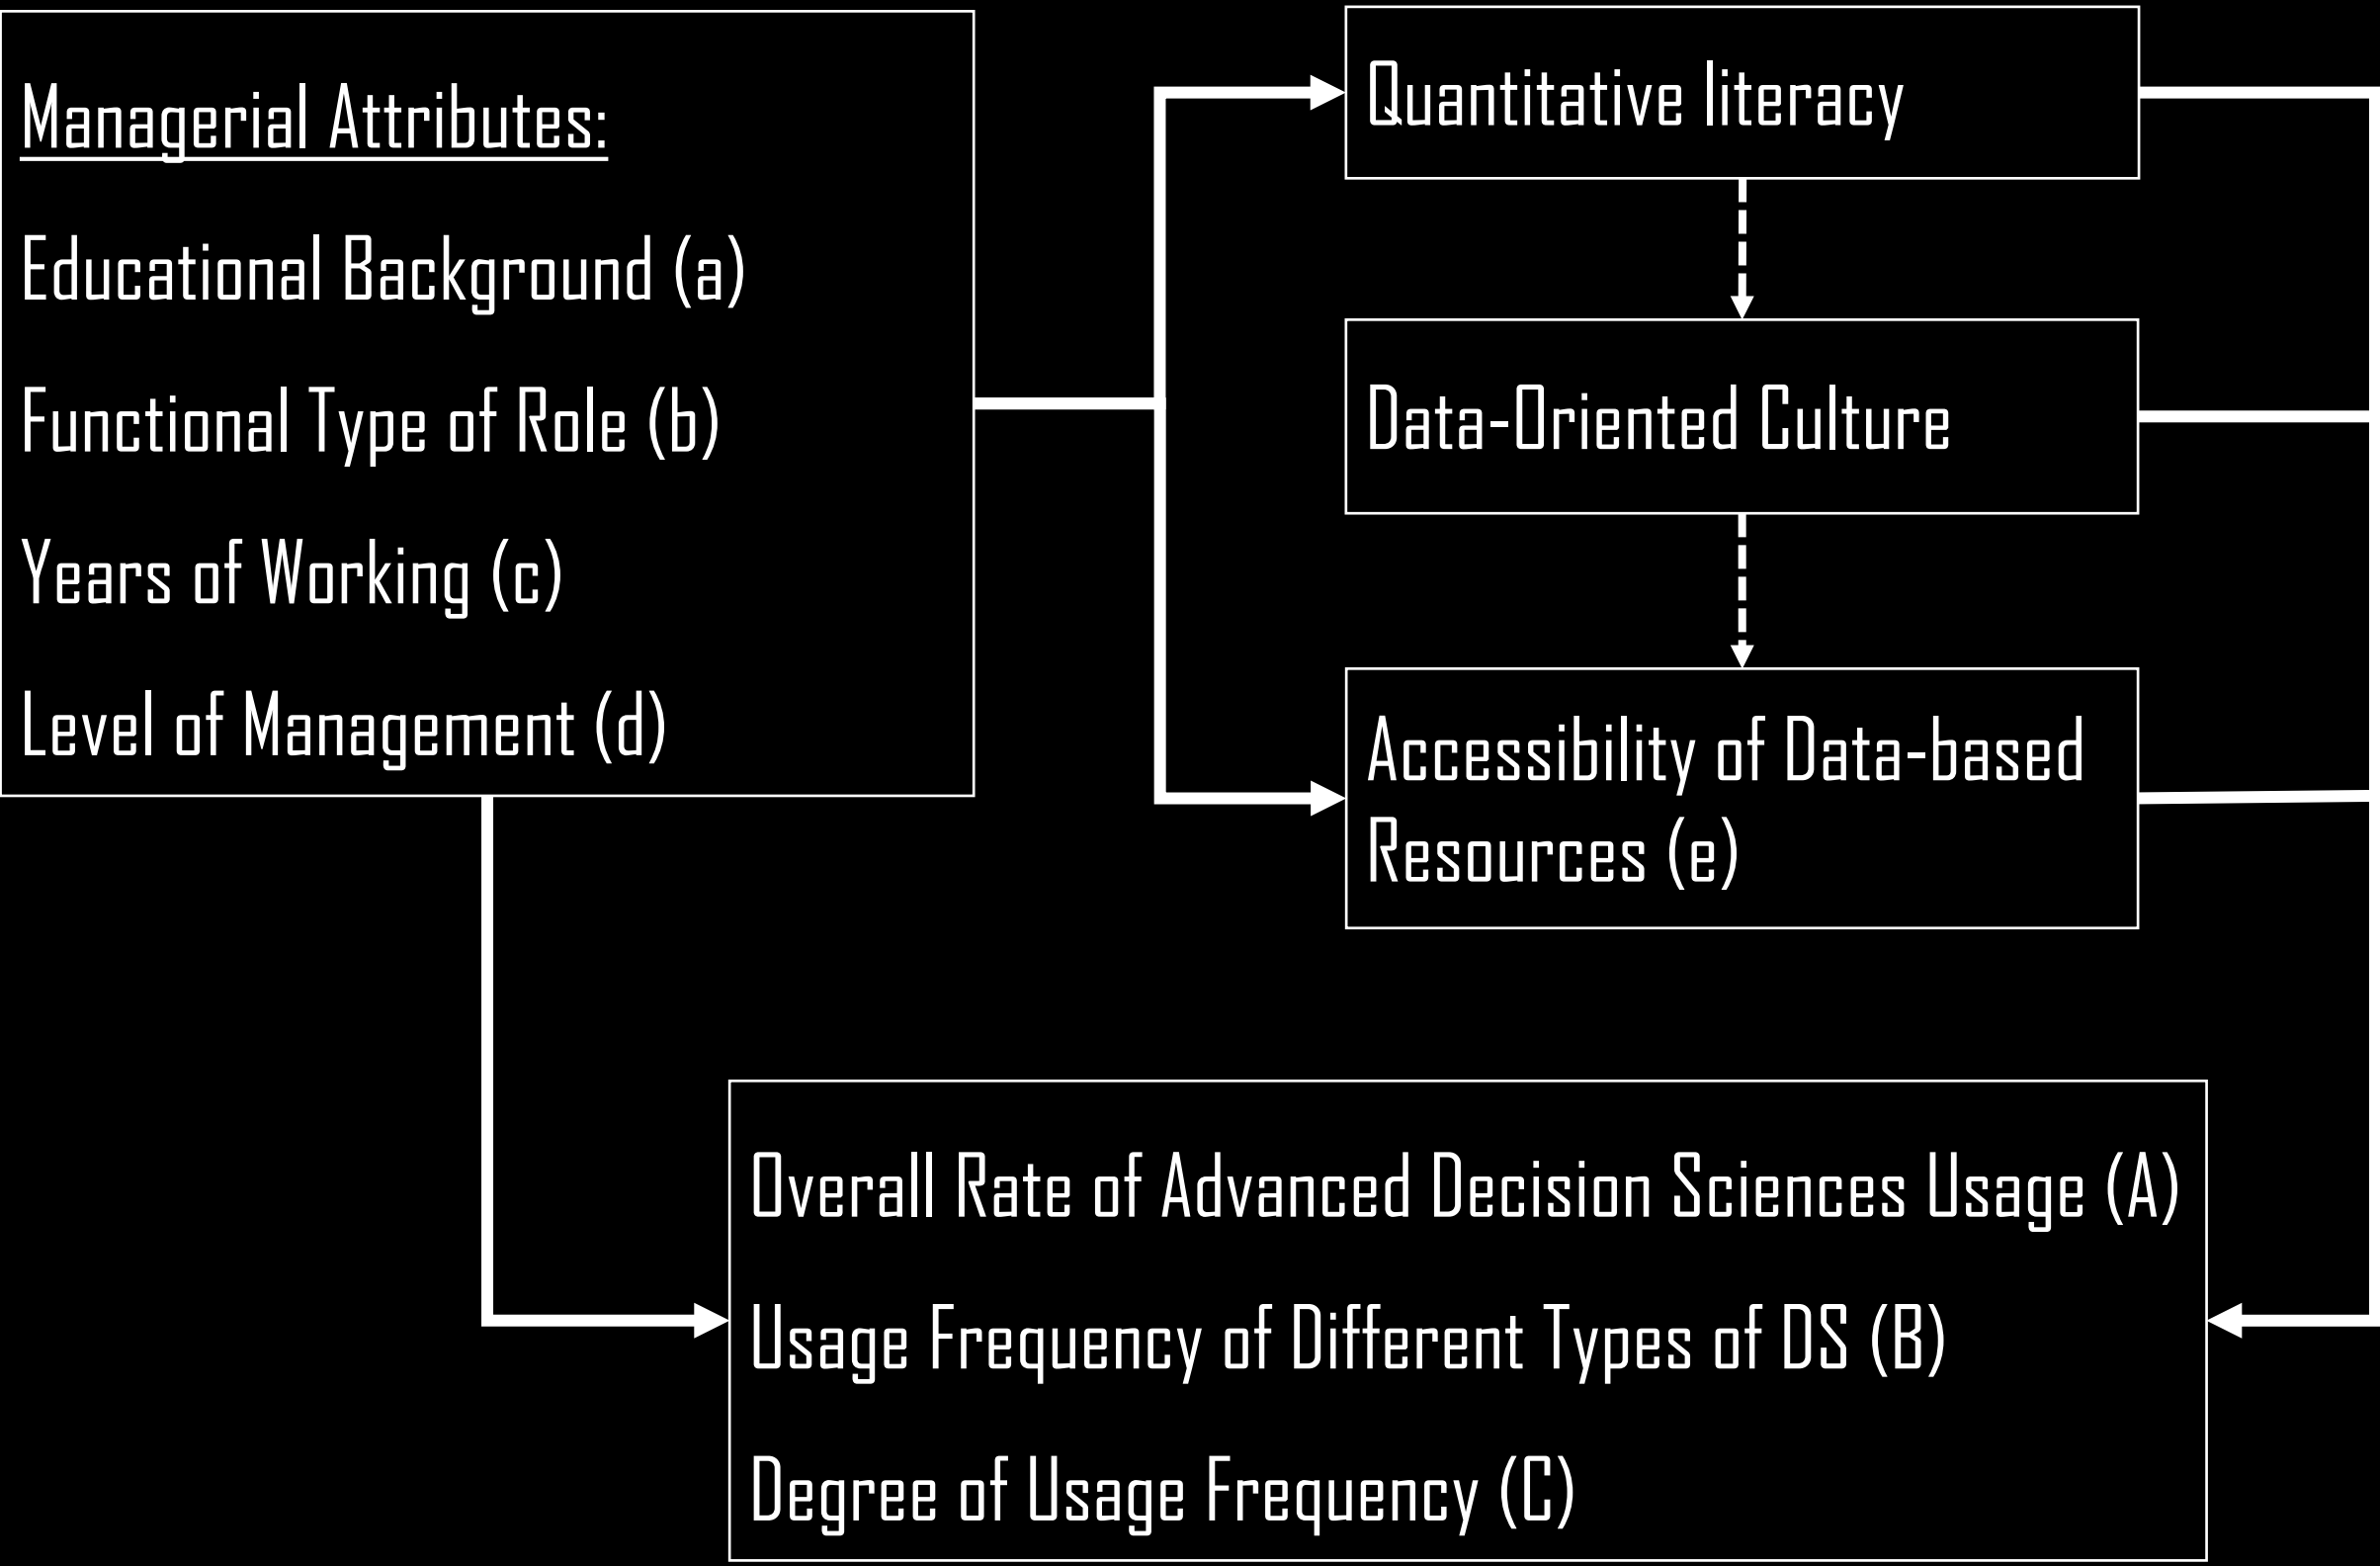 Managerial Attributes:
Educational Background (a)
Functional Type of Role (b)
Years of Working (c)
Level of Management (d)
Quantitative literacy
Data-Oriented Culture
Accessibility of Data-based
Resources (e)
Overall Rate of Advanced Decision Sciences Usage (A)
Usage Frequency of Different Types of DS (B)
Degree of Usage Frequency (C)